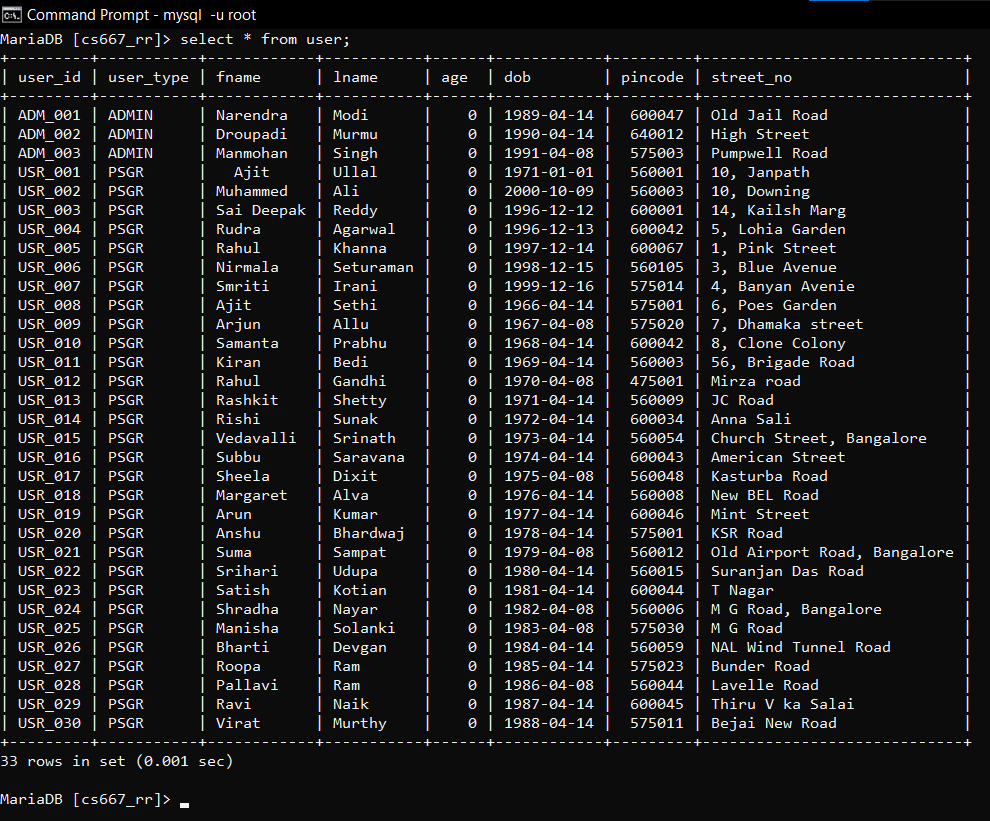 Command Prompt - mysql  -u root
MariaDB [cs667_rr]> select * from user;
+---------+-----------+------------+-----------+------+------------+---------+-----------------------------+
| user_id | user_type | fname      | lname     | age  | dob        | pincode | street_no                   |
+---------+-----------+------------+-----------+------+------------+---------+-----------------------------+
| ADM_001 | ADMIN     | Narendra   | Modi      |    0 | 1989-04-14 |  600047 | Old Jail Road               |
| ADM_002 | ADMIN     | Droupadi   | Murmu     |    0 | 1990-04-14 |  640012 | High Street                 |
| ADM_003 | ADMIN     | Manmohan   | Singh     |    0 | 1991-04-08 |  575003 | Pumpwell Road               |
| USR_001 | PSGR      |   Ajit     | Ullal     |    0 | 1971-01-01 |  560001 | 10, Janpath                 |
| USR_002 | PSGR      | Muhammed   | Ali       |    0 | 2000-10-09 |  560003 | 10, Downing                 |
| USR_003 | PSGR      | Sai Deepak | Reddy     |    0 | 1996-12-12 |  600001 | 14, Kailsh Marg             |
| USR_004 | PSGR      | Rudra      | Agarwal   |    0 | 1996-12-13 |  600042 | 5, Lohia Garden             |
| USR_005 | PSGR      | Rahul      | Khanna    |    0 | 1997-12-14 |  600067 | 1, Pink Street              |
| USR_006 | PSGR      | Nirmala    | Seturaman |    0 | 1998-12-15 |  560105 | 3, Blue Avenue              |
| USR_007 | PSGR      | Smriti     | Irani     |    0 | 1999-12-16 |  575014 | 4, Banyan Avenie            |
| USR_008 | PSGR      | Ajit       | Sethi     |    0 | 1966-04-14 |  575001 | 6, Poes Garden              |
| USR_009 | PSGR      | Arjun      | Allu      |    0 | 1967-04-08 |  575020 | 7, Dhamaka street           |
| USR_010 | PSGR      | Samanta    | Prabhu    |    0 | 1968-04-14 |  600042 | 8, Clone Colony             |
| USR_011 | PSGR      | Kiran      | Bedi      |    0 | 1969-04-14 |  560003 | 56, Brigade Road            |
| USR_012 | PSGR      | Rahul      | Gandhi    |    0 | 1970-04-08 |  475001 | Mirza road                  |
| USR_013 | PSGR      | Rashkit    | Shetty    |    0 | 1971-04-14 |  560009 | JC Road                     |
| USR_014 | PSGR      | Rishi      | Sunak     |    0 | 1972-04-14 |  600034 | Anna Sali                   |
| USR_015 | PSGR      | Vedavalli  | Srinath   |    0 | 1973-04-14 |  560054 | Church Street, Bangalore    |
| USR_016 | PSGR      | Subbu      | Saravana  |    0 | 1974-04-14 |  600043 | American Street             |
| USR_017 | PSGR      | Sheela     | Dixit     |    0 | 1975-04-08 |  560048 | Kasturba Road               |
| USR_018 | PSGR      | Margaret   | Alva      |    0 | 1976-04-14 |  560008 | New BEL Road                |
| USR_019 | PSGR      | Arun       | Kumar     |    0 | 1977-04-14 |  600046 | Mint Street                 |
| USR_020 | PSGR      | Anshu      | Bhardwaj  |    0 | 1978-04-14 |  575001 | KSR Road                    |
| USR_021 | PSGR      | Suma       | Sampat    |    0 | 1979-04-08 |  560012 | Old Airport Road, Bangalore |
| USR_022 | PSGR      | Srihari    | Udupa     |    0 | 1980-04-14 |  560015 | Suranjan Das Road           |
| USR_023 | PSGR      | Satish     | Kotian    |    0 | 1981-04-14 |  600044 | T Nagar                     |
| USR_024 | PSGR      | Shradha    | Nayar     |    0 | 1982-04-08 |  560006 | M G Road, Bangalore         |
| USR_025 | PSGR      | Manisha    | Solanki   |    0 | 1983-04-08 |  575030 | M G Road                    |
| USR_026 | PSGR      | Bharti     | Devgan    |    0 | 1984-04-14 |  560059 | NAL Wind Tunnel Road        |
| USR_027 | PSGR      | Roopa      | Ram       |    0 | 1985-04-14 |  575023 | Bunder Road                 |
| USR_028 | PSGR      | Pallavi    | Ram       |    0 | 1986-04-08 |  560044 | Lavelle Road                |
| USR_029 | PSGR      | Ravi       | Naik      |    0 | 1987-04-14 |  600045 | Thiru V ka Salai            |
| USR_030 | PSGR      | Virat      | Murthy    |    0 | 1988-04-14 |  575011 | Bejai New Road              |
+---------+-----------+------------+-----------+------+------------+---------+-----------------------------+
33 rows in set (0.001 sec)
MariaDB [cs667_rr]>